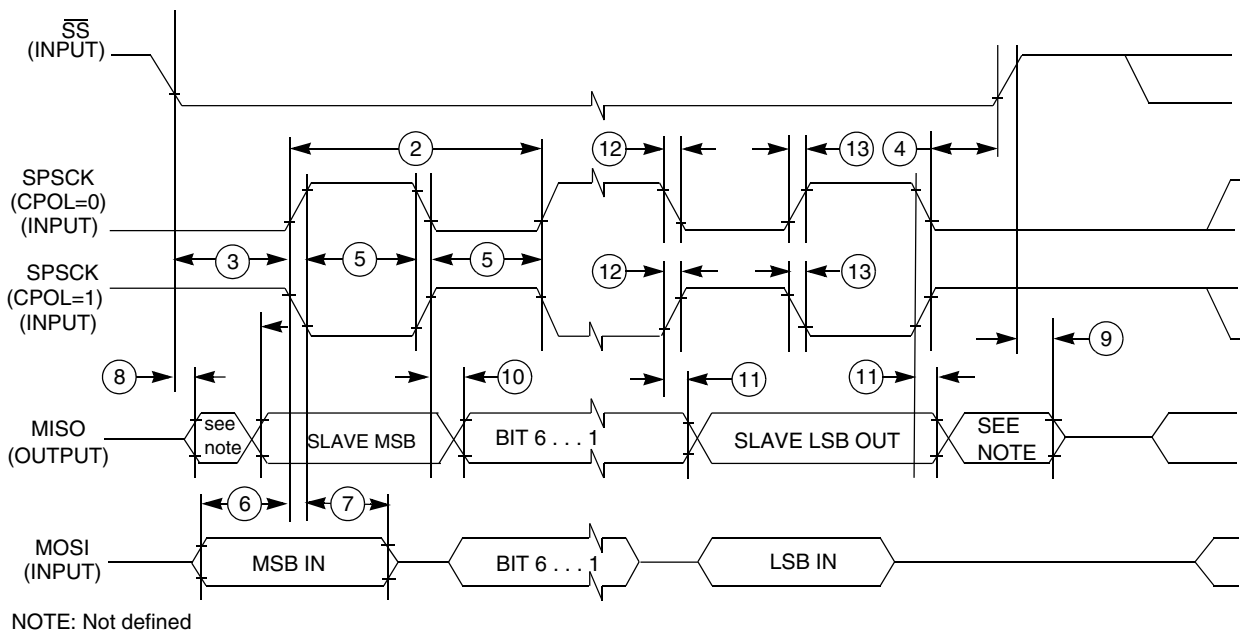 SS
(INPUT)
2
12
13
4
SPSCK
(CPOL=0)
(INPUT)
3
5
5
SPSCK
(CPOL=1)
(INPUT)
12
13
8
10
11
11
9
MISO
(OUTPUT)
see
note
SLAVE MSB
BIT 6 . . . 1
SLAVE LSB OUT
SEE
NOTE
6
7
MOSI
(INPUT)
MSB IN
BIT 6 . . . 1
LSB IN
NOTE: Not defined